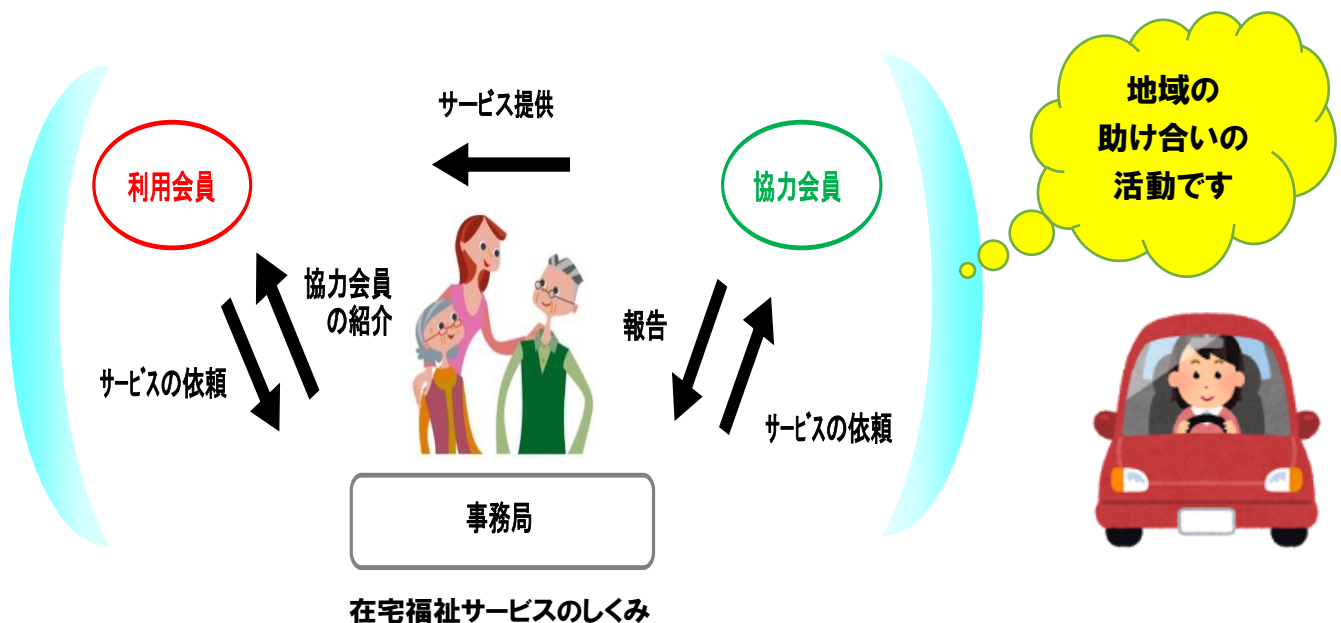 サービス提供
利用会員
協力会員
地域の
助け合いの
活動です
協力会員
の紹介
サービスの依頼
報告
サービスの依頼
事務局
在宅福祉サービスのしくみ